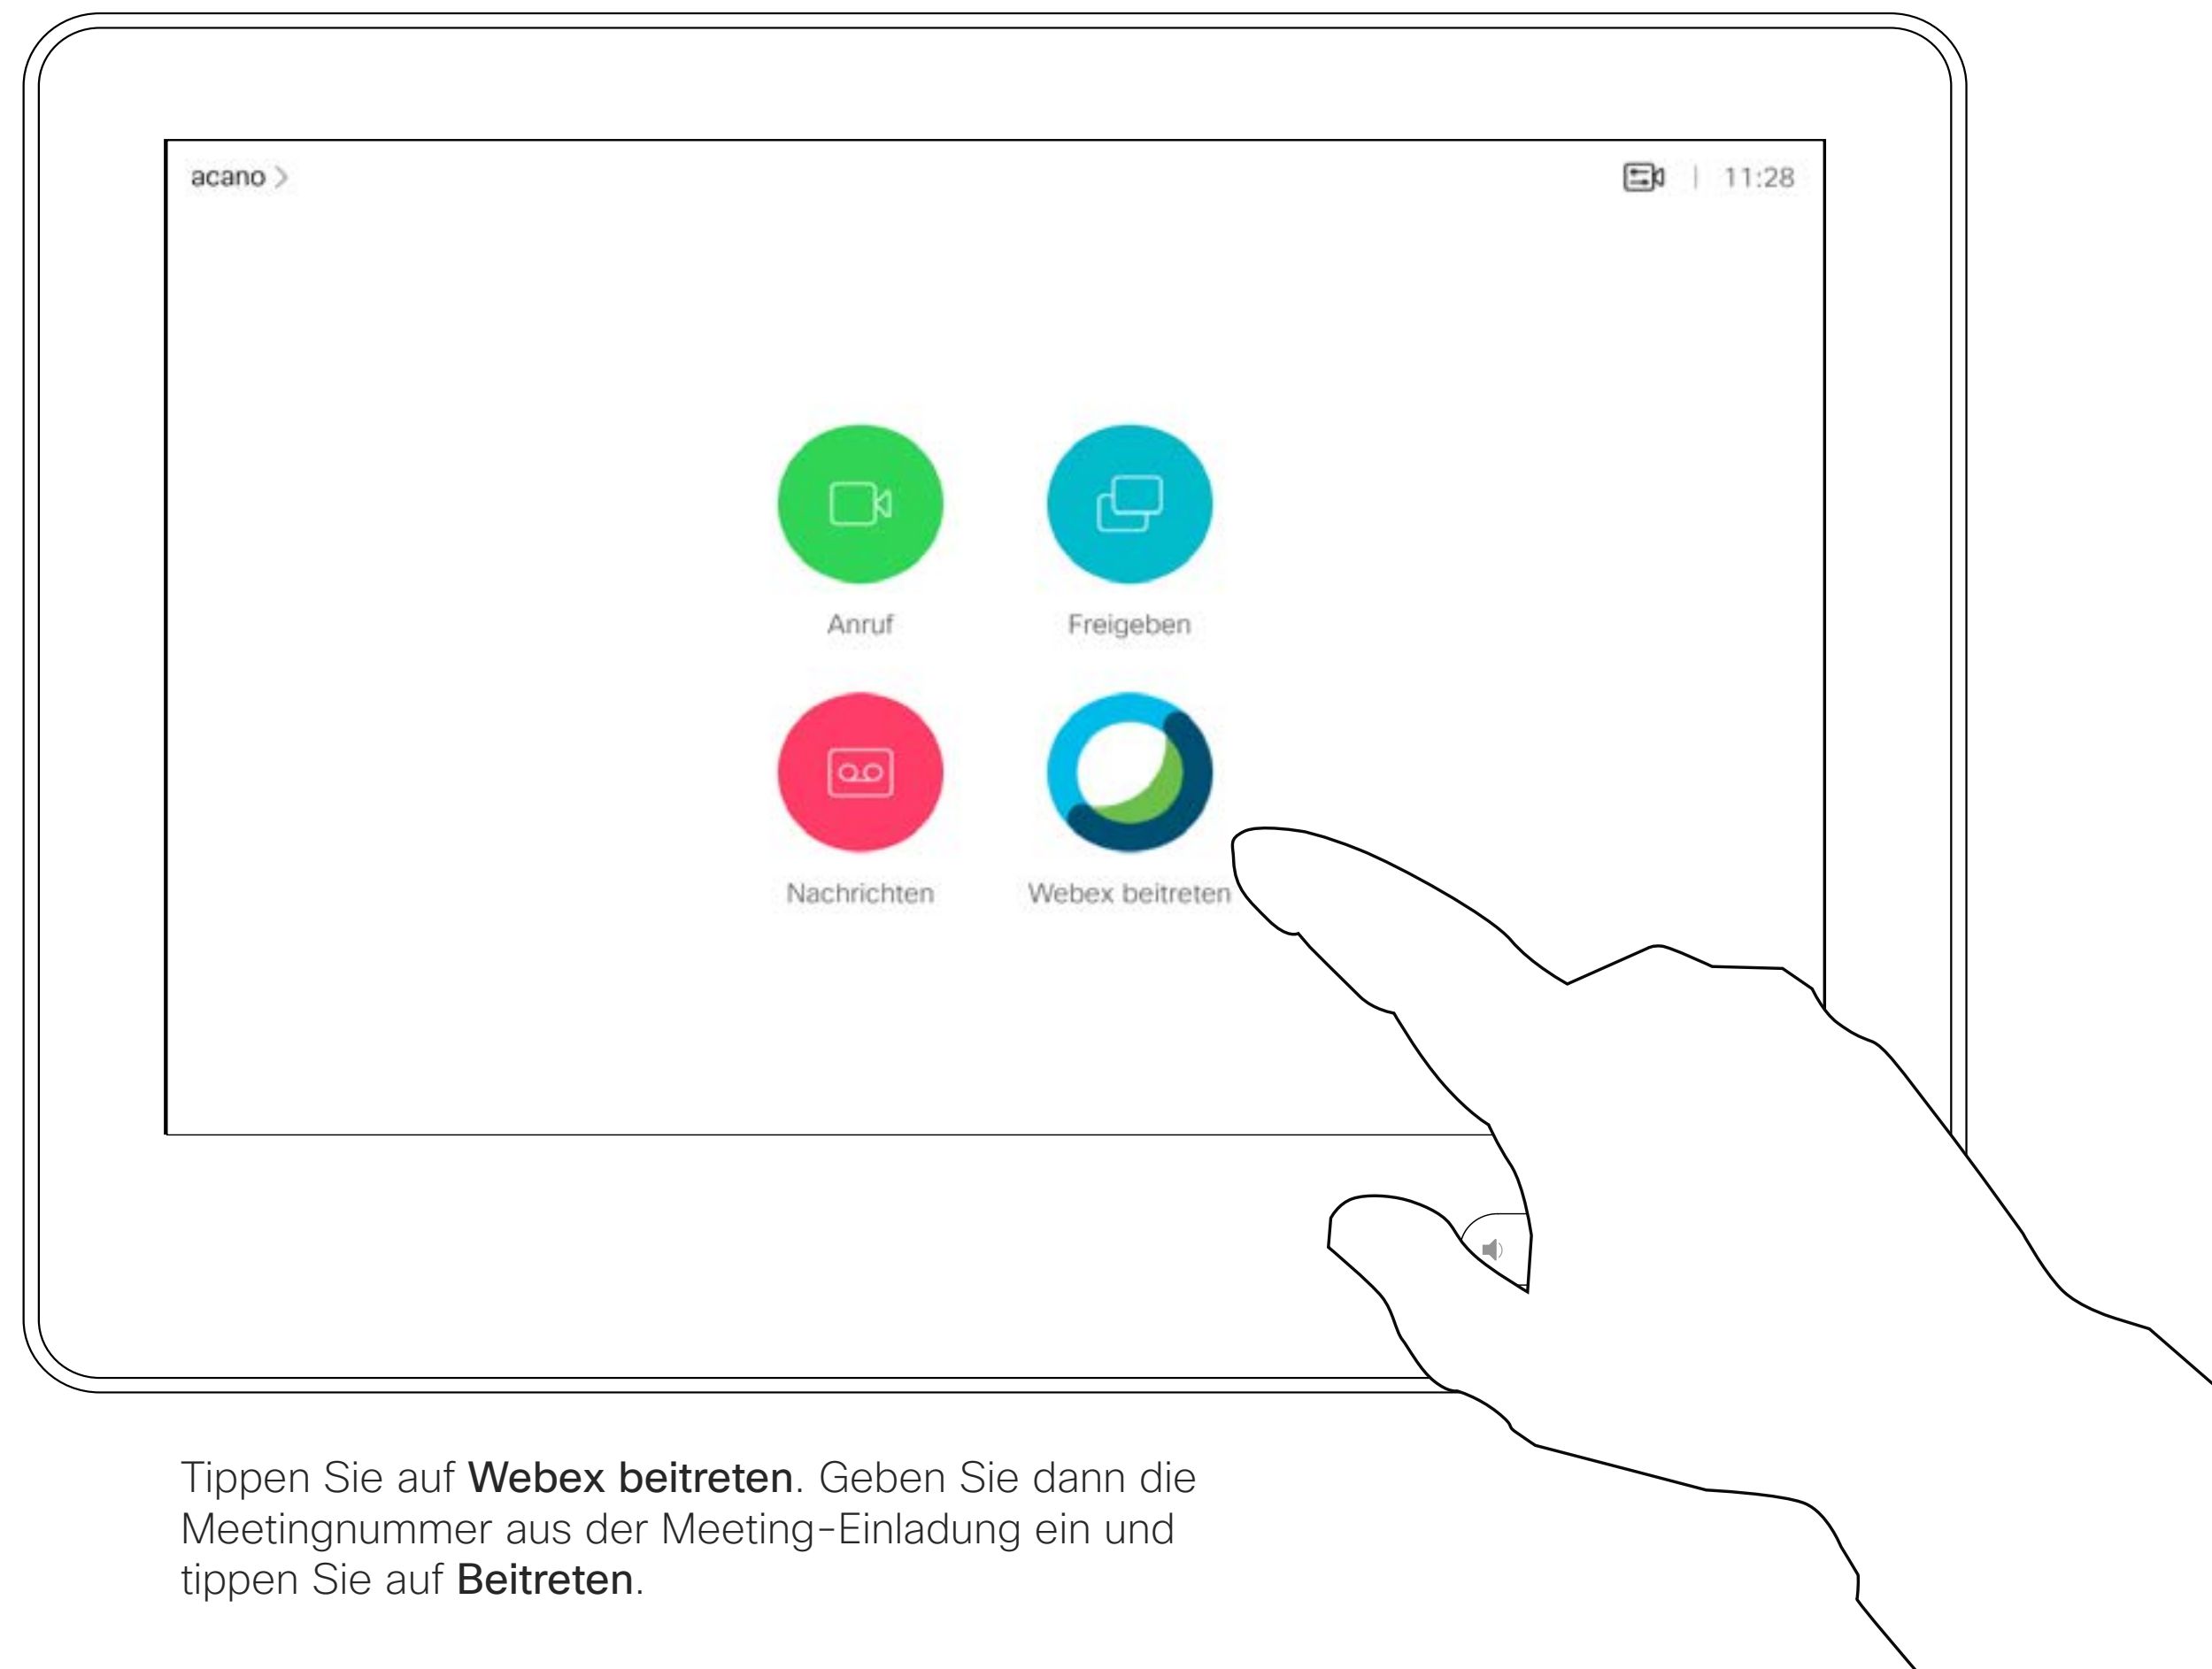 acano
11:28
Anruf
Freigeben
Nachrichten
Webex beitreten
Tippen Sie auf Webex beitreten. Geben Sie dann die
Meetingnummer aus der Meeting-Einladung ein und
tippen Sie auf Beitreten.